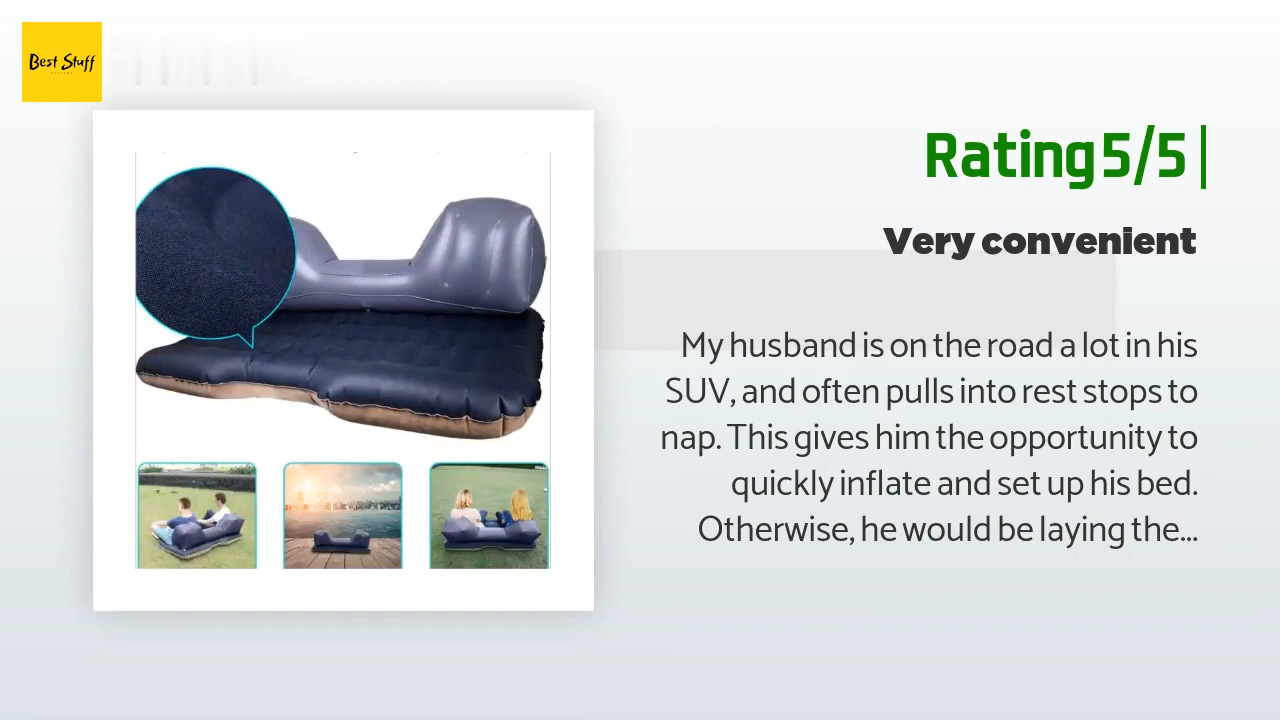 Best Stuff
Rating 5/5 |
Very convenient
My husband is on the road a lot in his
SUV, and often pulls into rest stops to
nap. This gives him the opportunity to
quickly inflate and set up his bed.
Otherwise, he would be laying the...